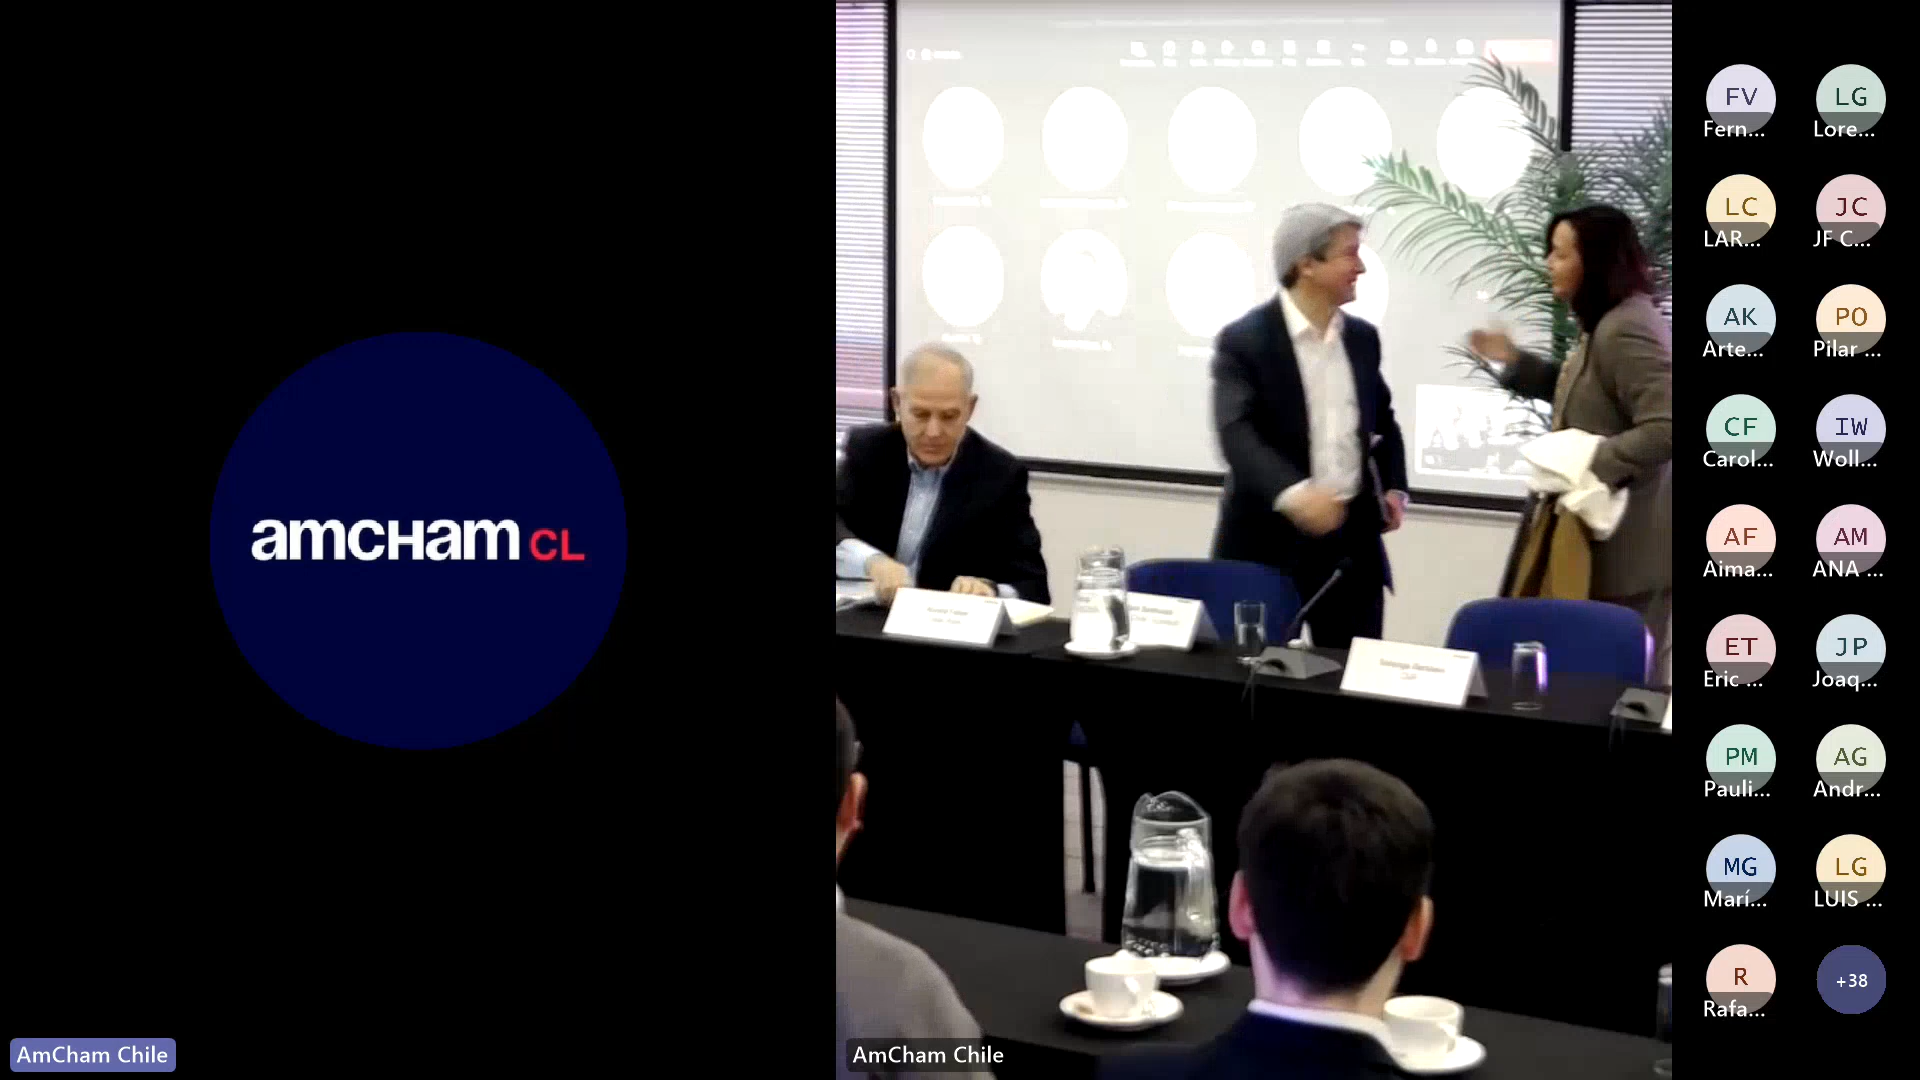 amcham CL
AmCham Chile
AmCham Chile
FV
Fern...
LG
Lore...
LC
LAR...
JC
JF C...
AK
Arte...
PO
Pilar ...
CF
Carol...
IW
Woll...
AF
Aima...
AM
ANA ...
ET
Eric ...
JP
Joaq...
PM
Pauli...
AG
Andr...
MG
Marí...
LG
LUIS ...
R
Rafa...
+38